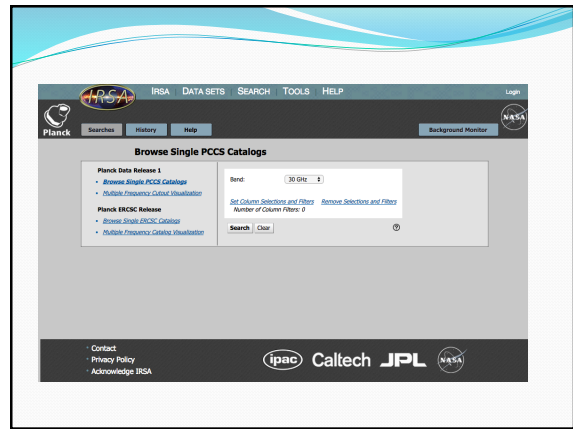 IRSA
IRSA DATA SETS SEARCH TOOLS HELP
Login
Planck
Searches History Help
Background Monitor
NASA
Browse Single PCCS Catalogs
Planck Data Release 1
Browse Single PCCS Catalogs
Multiple Frequency Cutout Visualization
Planck ERCSC Release
Browse Single ERCSC Catalogs
Multiple Frequency Catalog Visualization
Band: 30 GHz
Set Column Selections and Filters Remove Selections and Filters
Number of Column Filters: 0
Search Clear
?
Contact
Privacy Policy
Acknowledge IRSA
ipac Caltech JPL NASA